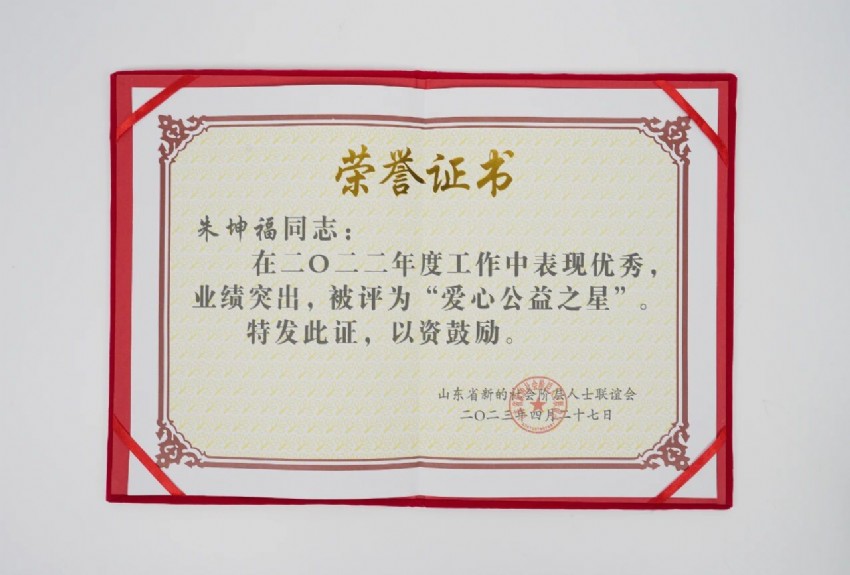 荣誉证书
朱坤福同志：
在二〇二二年度工作中表现优秀，
业绩突出，被评为“爱心公益之星”。
特发此证，以资鼓励。
山东省新的社会阶层人士联谊会
二〇二三年四月二十七日